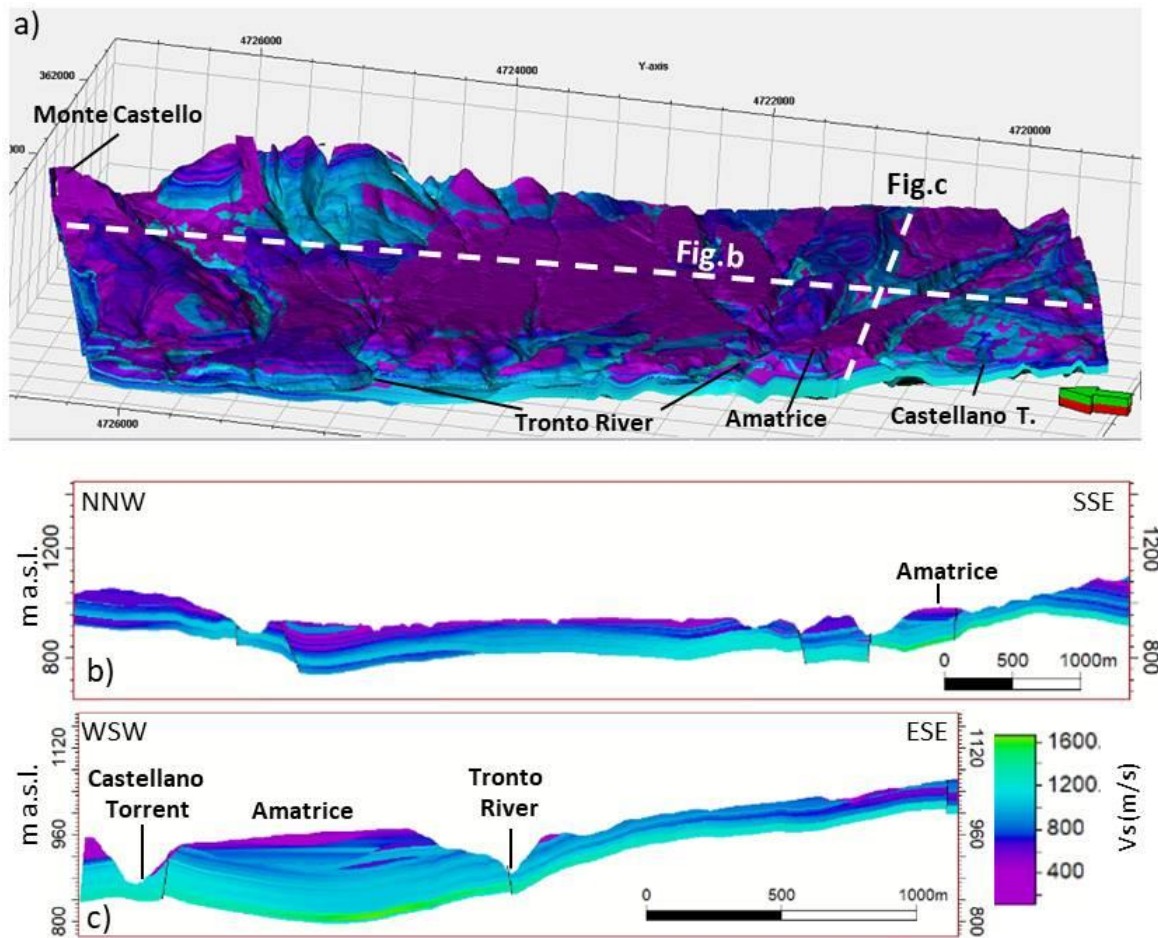 a)
4726000
4724000
Y-axis
4722000
4720000
362000
Monte Castello
Fig.c
Fig.b
Tronto River
Amatrice
Castellano T.
4726000
NNW
SSE
m a.s.l.
1200
800
1200
800
Amatrice
b)
0 500 1000m
WSW
ESE
m a.s.l.
1120
960
800
1120
960
800
Castellano
Torrent
Amatrice
Tronto
River
c)
0 500 1000m
1600.
1200
800
400
Vs(m/s)